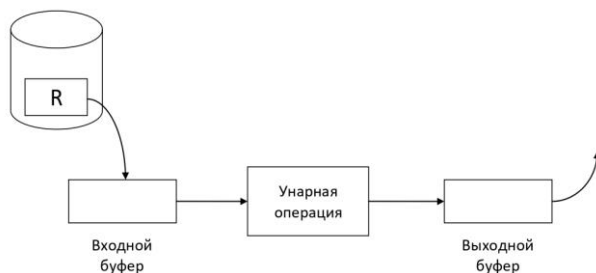 R
Унарная
операция
Входной
буфер
Выходной
буфер